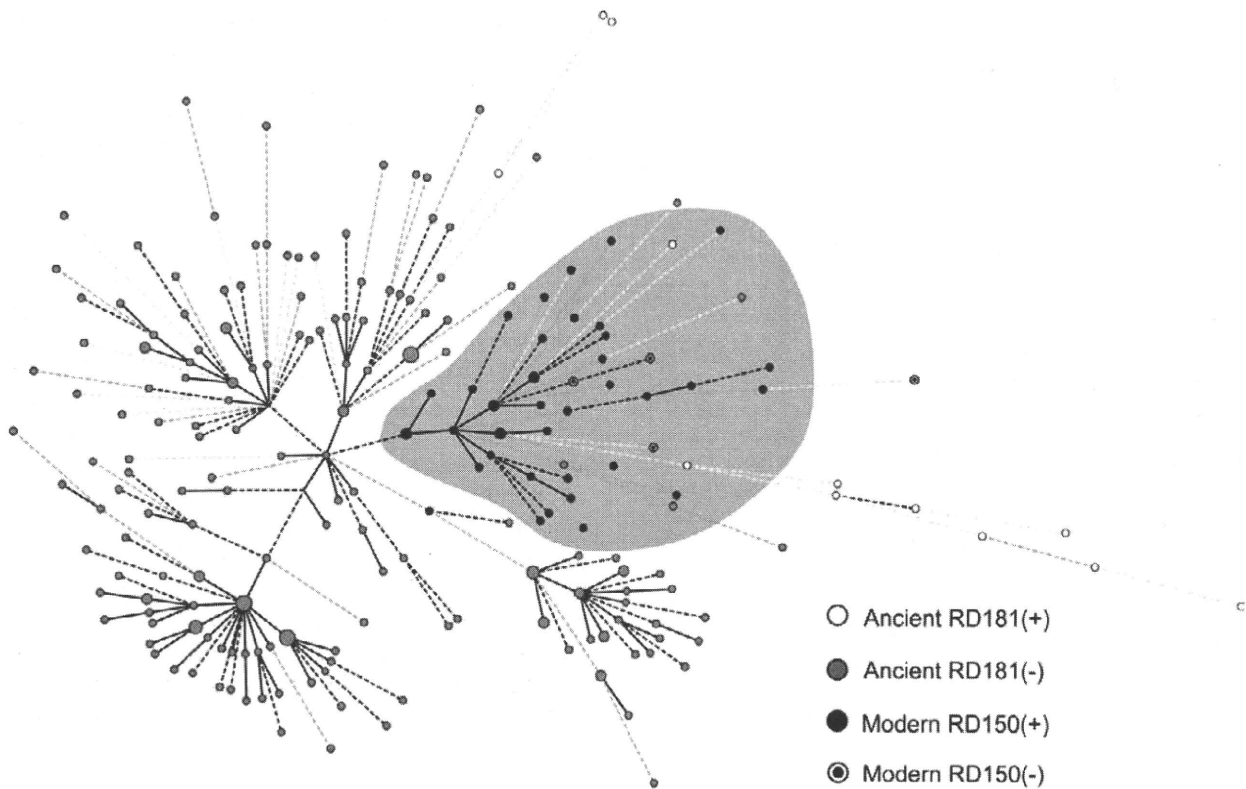 Ancient RD181(+)
Ancient RD181(-)
Modern RD150(+)
Modern RD150(-)